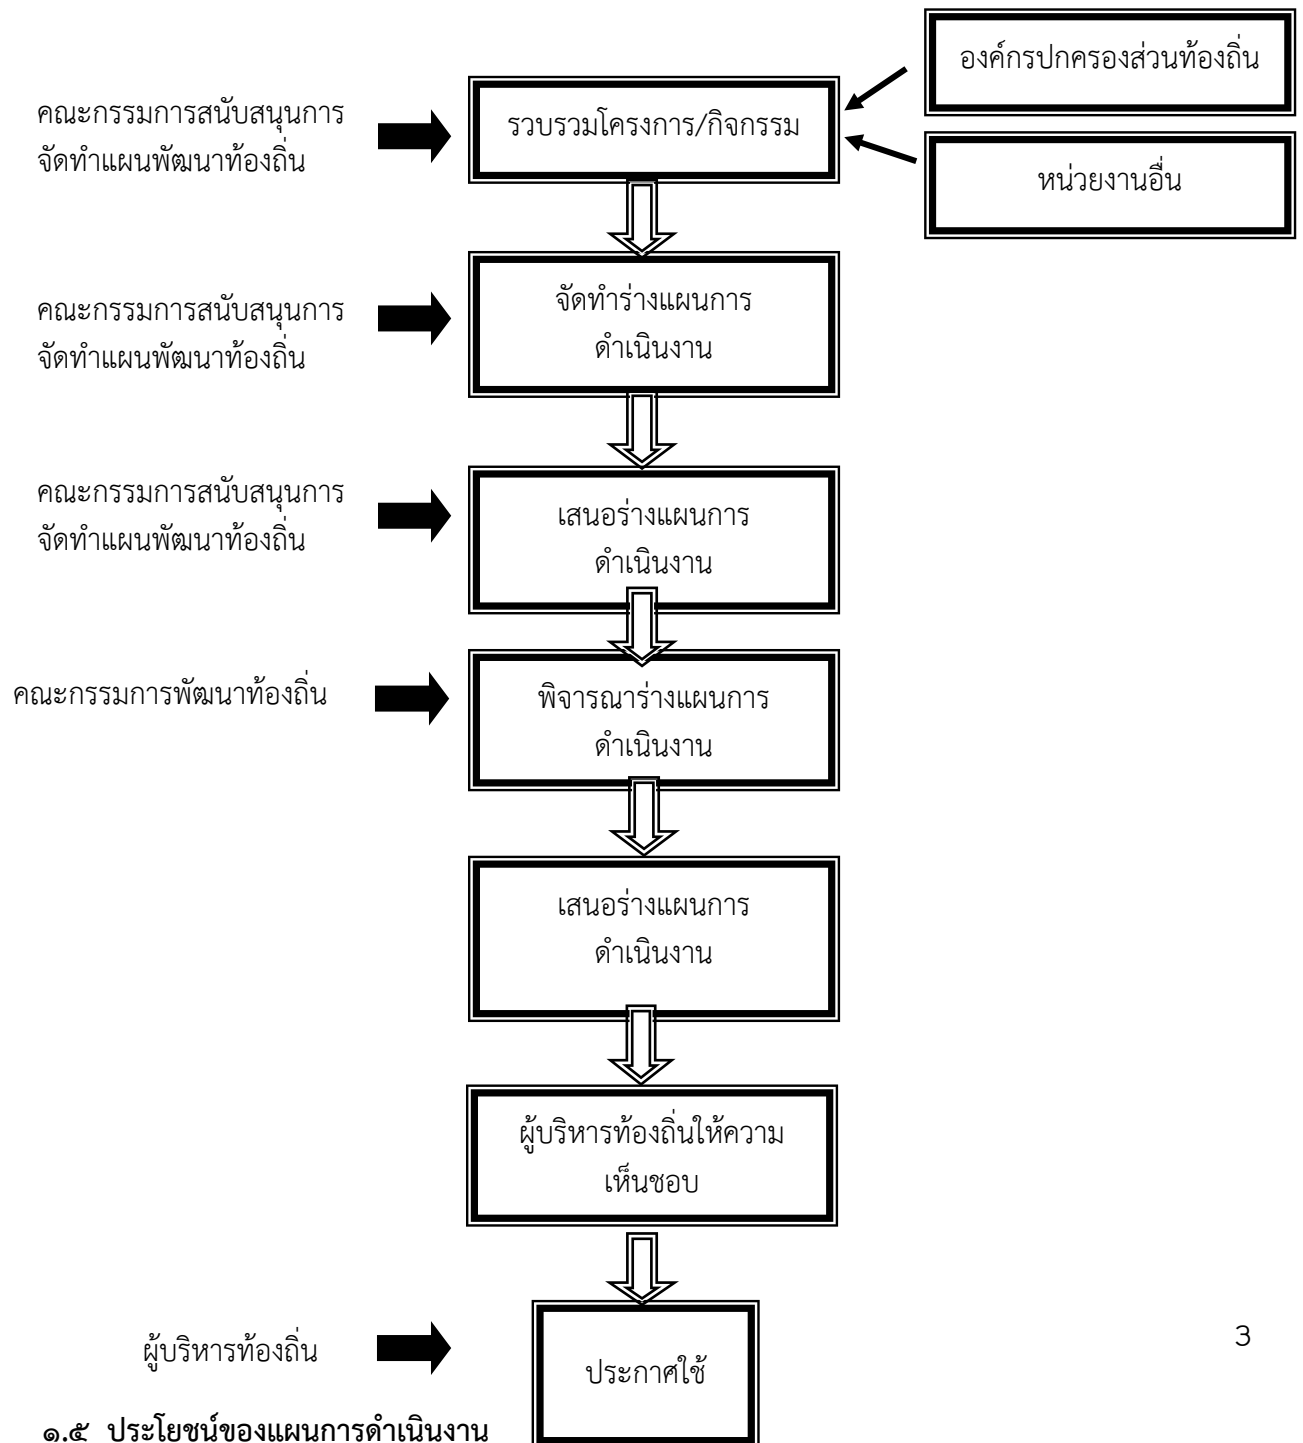 องค์กรปกครองส่วนท้องถิ่น
คณะกรรมการสนับสนุนการ
จัดทำแผนพัฒนาท้องถิ่น
รวบรวมโครงการ/กิจกรรม
หน่วยงานอื่น
คณะกรรมการสนับสนุนการ
จัดทำแผนพัฒนาท้องถิ่น
จัดทำร่างแผนการ
ดำเนินงาน
คณะกรรมการสนับสนุนการ
จัดทำแผนพัฒนาท้องถิ่น
เสนอร่างแผนการ
ดำเนินงาน
คณะกรรมการพัฒนาท้องถิ่น
พิจารณาร่างแผนการ
ดำเนินงาน
เสนอร่างแผนการ
ดำเนินงาน
ผู้บริหารท้องถิ่นให้ความ
เห็นชอบ
ผู้บริหารท้องถิ่น
ประกาศใช้
3
๑.๕ ประโยชน์ของแผนการดำเนินงาน